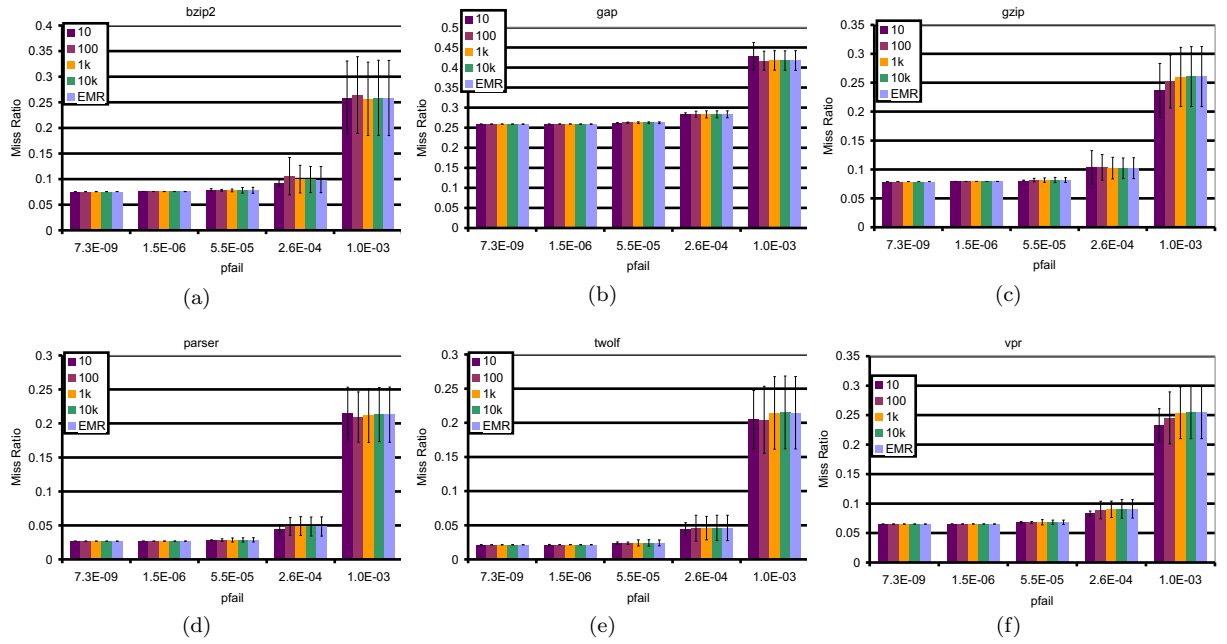 bzip2
0.4
0.35
0.3
0.25
0.2
0.15
0.1
0.05
0
Miss Ratio
10
100
1k
10k
EMR
7.3E-09 1.5E-06 5.5E-05 2.6E-04 1.0E-03
pfail
(a)
gap
0.5
0.45
0.4
0.35
0.3
0.25
0.2
0.15
0.1
0.05
0
Miss Ratio
10
100
1k
10k
EMR
7.3E-09 1.5E-06 5.5E-05 2.6E-04 1.0E-03
pfail
(b)
gzip
0.35
0.3
0.25
0.2
0.15
0.1
0.05
0
Miss Ratio
10
100
1k
10k
EMR
7.3E-09 1.5E-06 5.5E-05 2.6E-04 1.0E-03
pfail
(c)
parser
0.3
0.25
0.2
0.15
0.1
0.05
0
Miss Ratio
10
100
1k
10k
EMR
7.3E-09 1.5E-06 5.5E-05 2.6E-04 1.0E-03
pfail
(d)
twolf
0.3
0.25
0.2
0.15
0.1
0.05
0
Miss Ratio
10
100
1k
10k
EMR
7.3E-09 1.5E-06 5.5E-05 2.6E-04 1.0E-03
pfail
(e)
vpr
0.35
0.3
0.25
0.2
0.15
0.1
0.05
0
Miss Ratio
10
100
1k
10k
EMR
7.3E-09 1.5E-06 5.5E-05 2.6E-04 1.0E-03
pfail
(f)